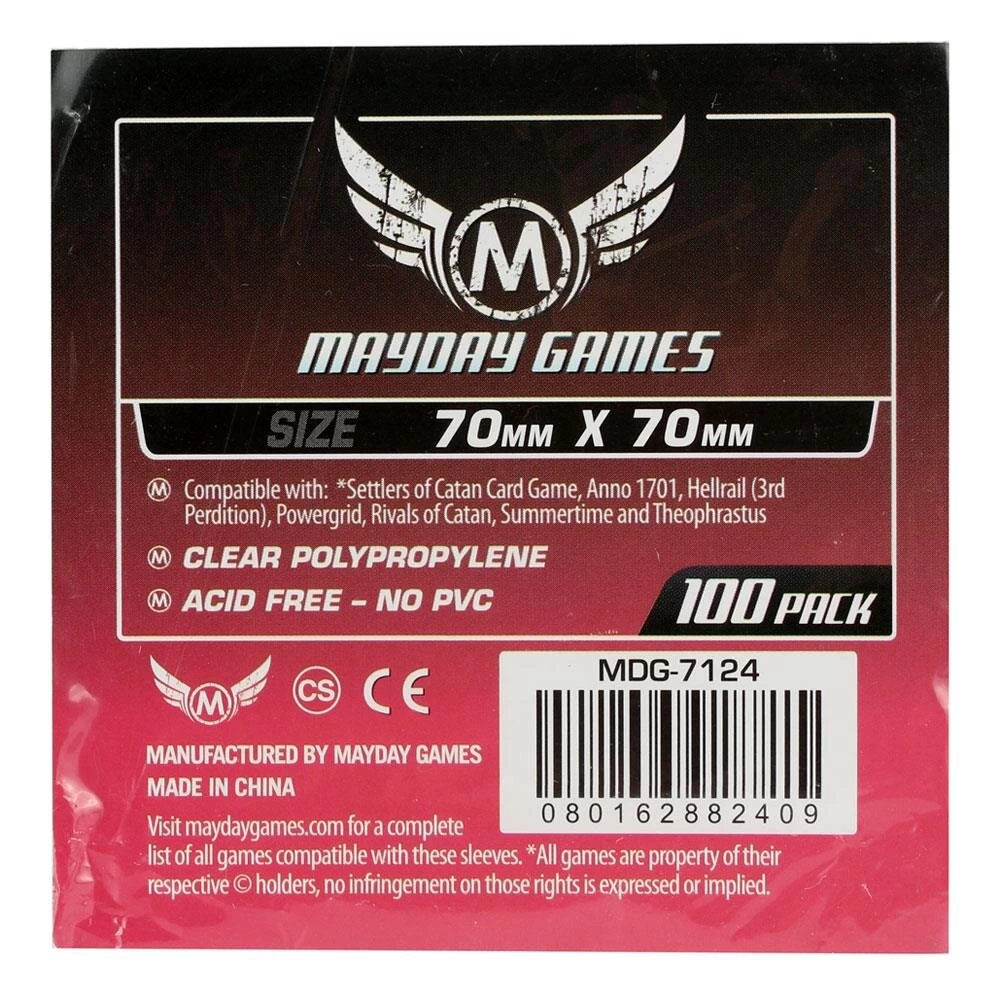 M
MAYDAY GAMES
SIZE 70MM X 70MM
M Compatible with: *Settlers of Catan Card Game, Anno 1701, Hellrail (3rd
Perdition), Powergrid, Rivals of Catan, Summertime and Theophrastus
M CLEAR POLYPROPYLENE
M ACID FREE – NO PVC
100 PACK
M CS CE
MDG-7124
080162882409
MANUFACTURED BY MAYDAY GAMES
MADE IN CHINA
Visit maydaygames.com for a complete
list of all games compatible with these sleeves. *All games are property of their
respective © holders, no infringement on those rights is expressed or implied.